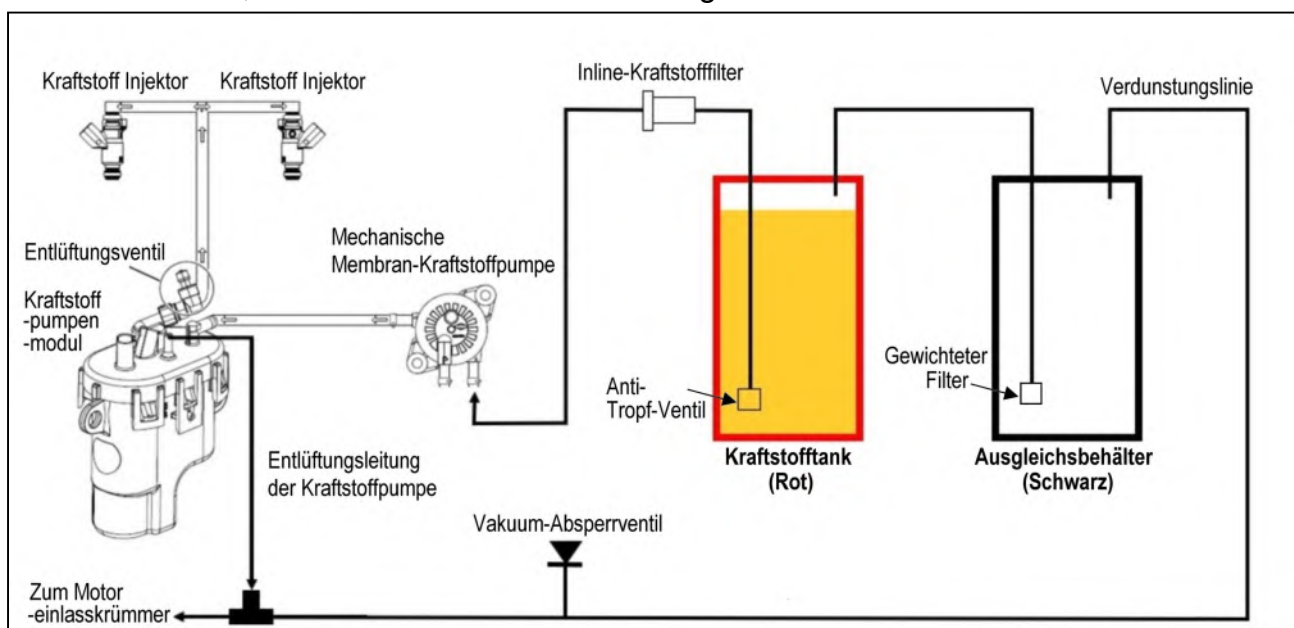 Kraftstoff Injektor
Kraftstoff Injektor
Inline-Kraftstofffilter
Verdunstungslinie
Entlüftungsventil
Mechanische
Membran-Kraftstoffpumpe
Kraftstoff
-pumpen
-modul
Anti-
Tropf-Ventil
Gewichteter
Filter
Kraftstofftank
(Rot)
Ausgleichsbehälter
(Schwarz)
Entlüftungsleitung
der Kraftstoffpumpe
Vakuum-Absperrventil
Zum Motor
-einlasskrümmer